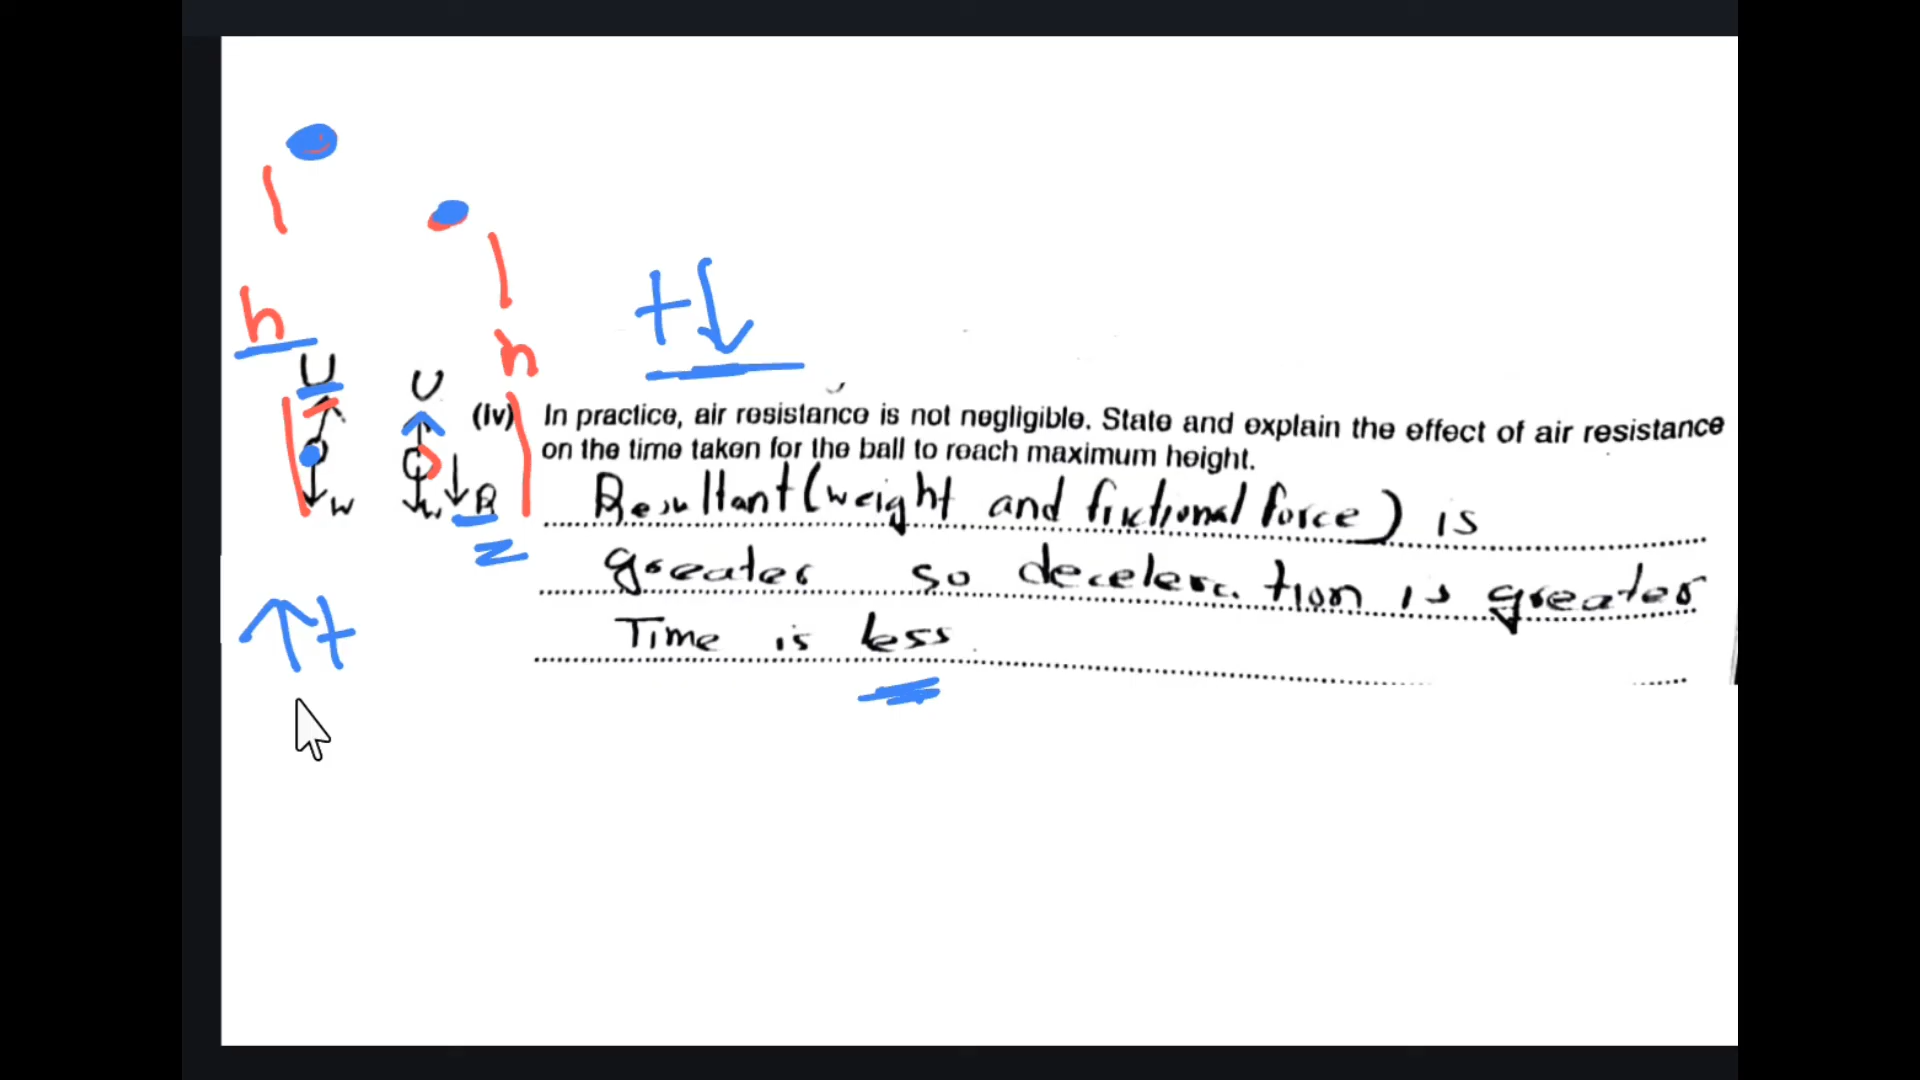 h
h
+
U
U
(iv) In practice, air resistance is not negligible. State and explain the effect of air resistance
on the time taken for the ball to reach maximum height.
W
W
R
Resultant (weight and frictional force) is
greater so deceleration is greater
Time is less.
+